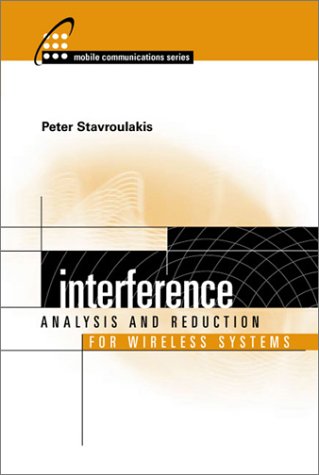 mobile communications series
Peter Stavroulakis
interference
ANALYSIS AND REDUCTION
FOR WIRELESS SYSTEMS